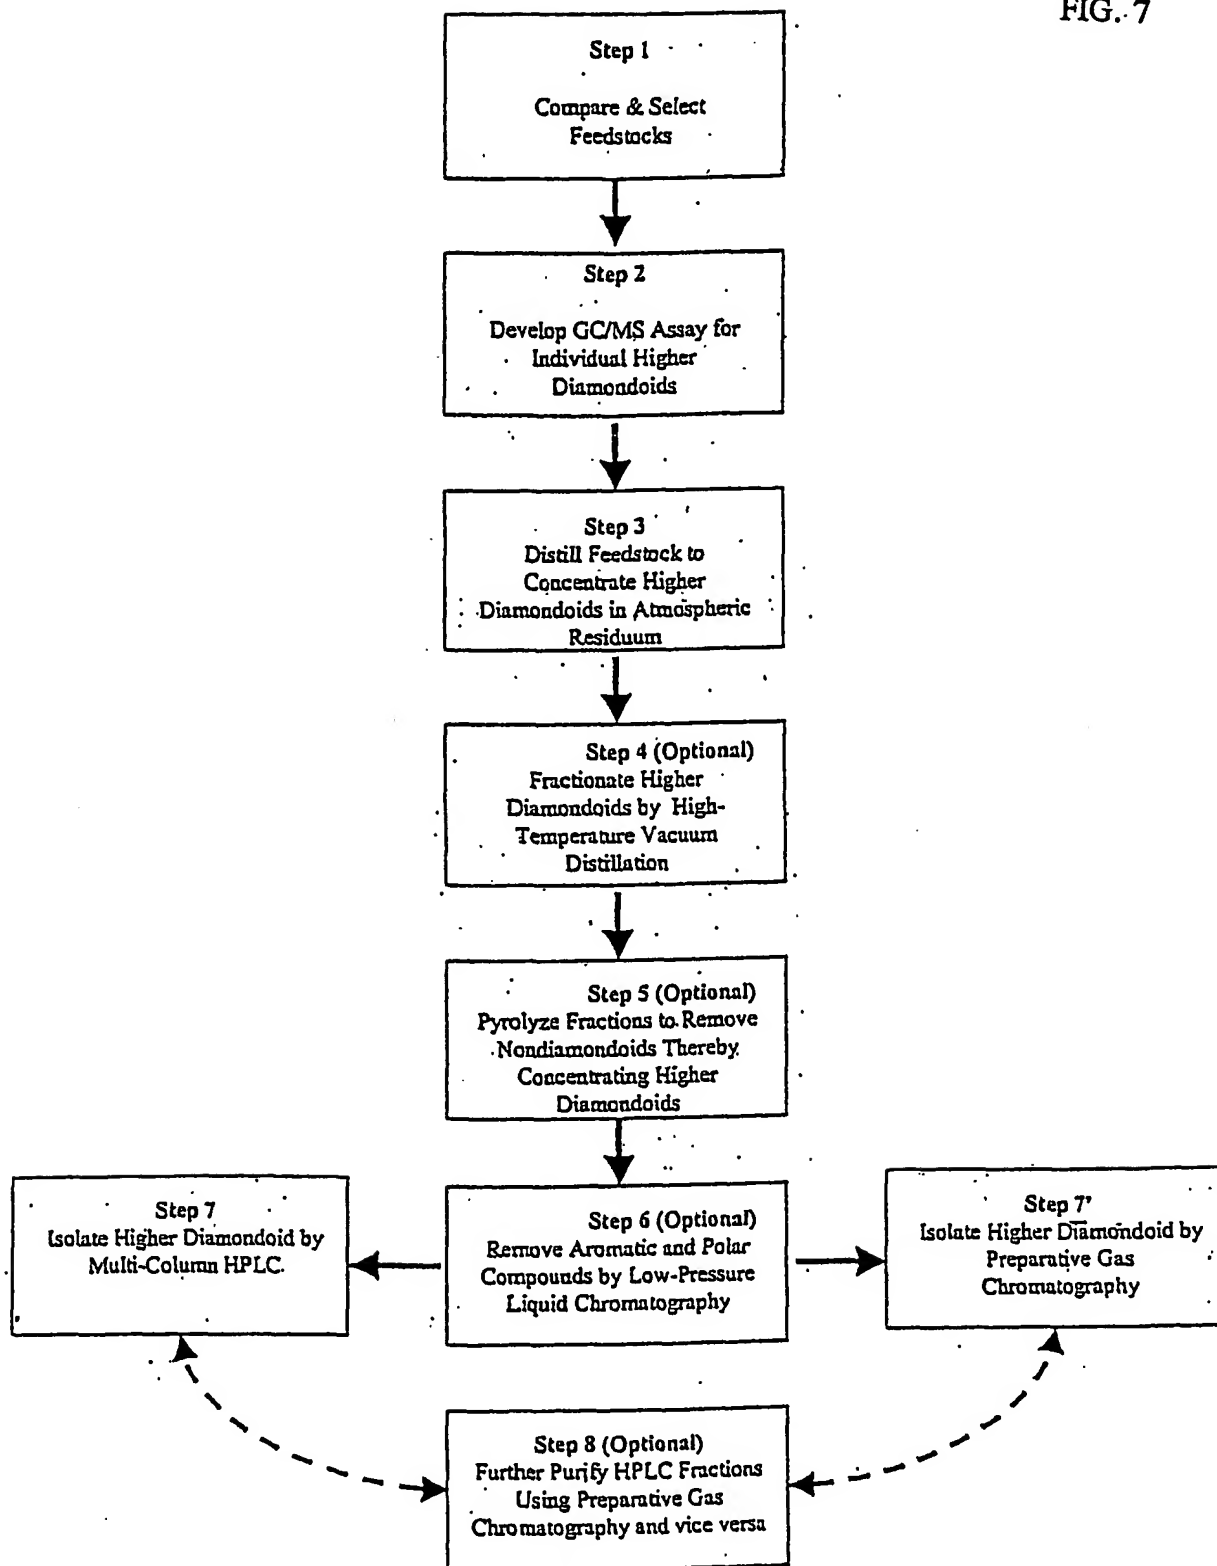 FIG. 7
Step 1
Compare & Select
Feedstocks
Step 2
Develop GC/MS Assay for
Individual Higher
Diamondoids
Step 3
Distill Feedstock to
Concentrate Higher
Diamondoids in Atmospheric
Residuum
Step 4 (Optional)
Fractionate Higher
Diamondoids by High-
Temperature Vacuum
Distillation
Step 5 (Optional)
Pyrolyze Fractions to Remove
Nondiamondoids Thereby
Concentrating Higher
Diamondoids
Step 6 (Optional)
Remove Aromatic and Polar
Compounds by Low-Pressure
Liquid Chromatography
Step 7
Isolate Higher Diamondoid by
Multi-Column HPLC
Step 7'
Isolate Higher Diamondoid by
Preparative Gas
Chromatography
Step 8 (Optional)
Further Purify HPLC Fractions
Using Preparative Gas
Chromatography and vice versa